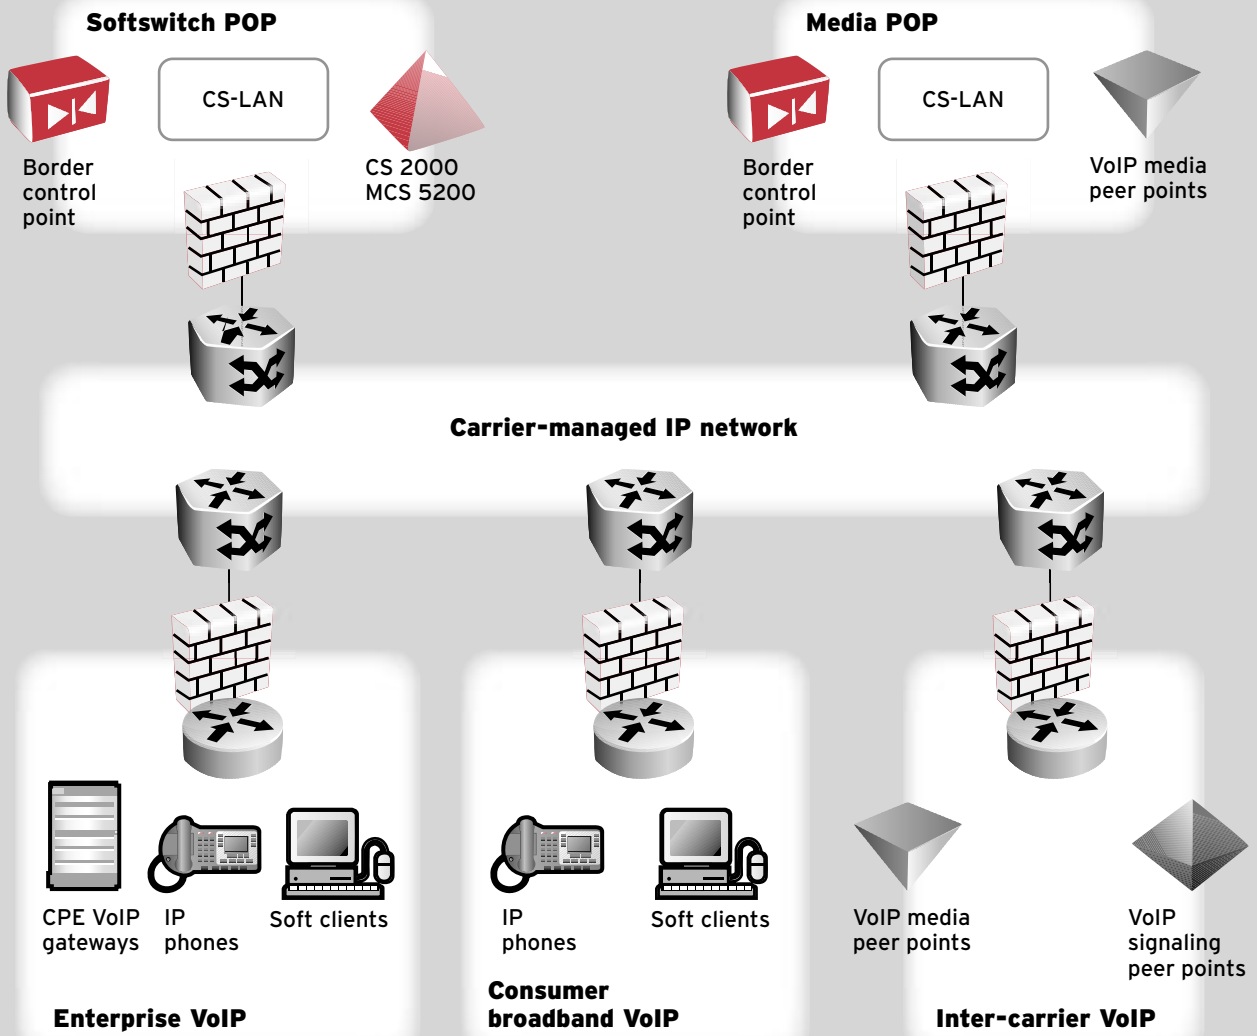 Softswitch POP
Media POP
CS-LAN
CS-LAN
Border
control
point
CS 2000
MCS 5200
Border
control
point
VoIP media
peer points
Carrier-managed IP network
CPE VoIP
gateways
IP
phones
Soft clients
IP
phones
Soft clients
VoIP media
peer points
VoIP
signaling
peer points
Enterprise VoIP
Consumer
broadband VoIP
Inter-carrier VoIP